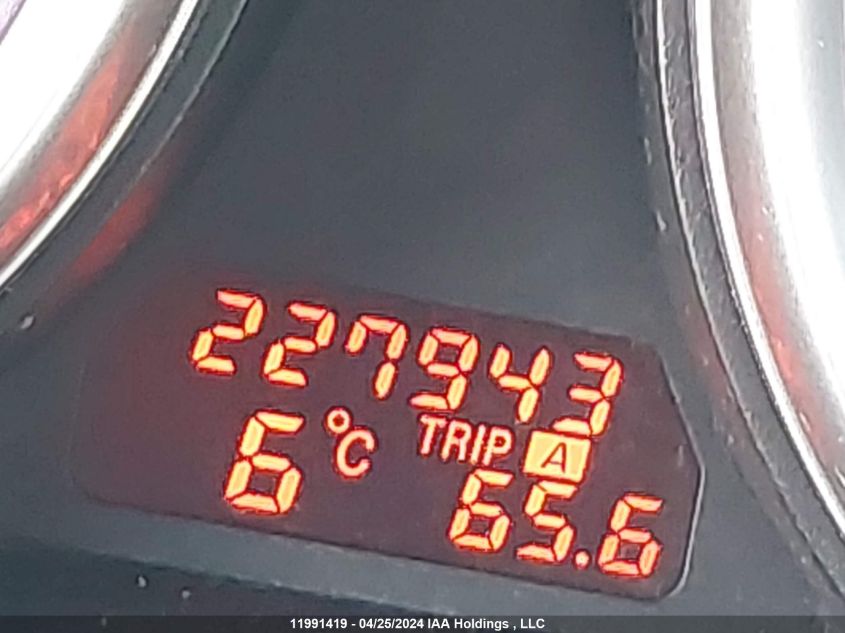 227943
6°C TRIP A
65.6
11991419 - 04/25/2024 IAA Holdings , LLC